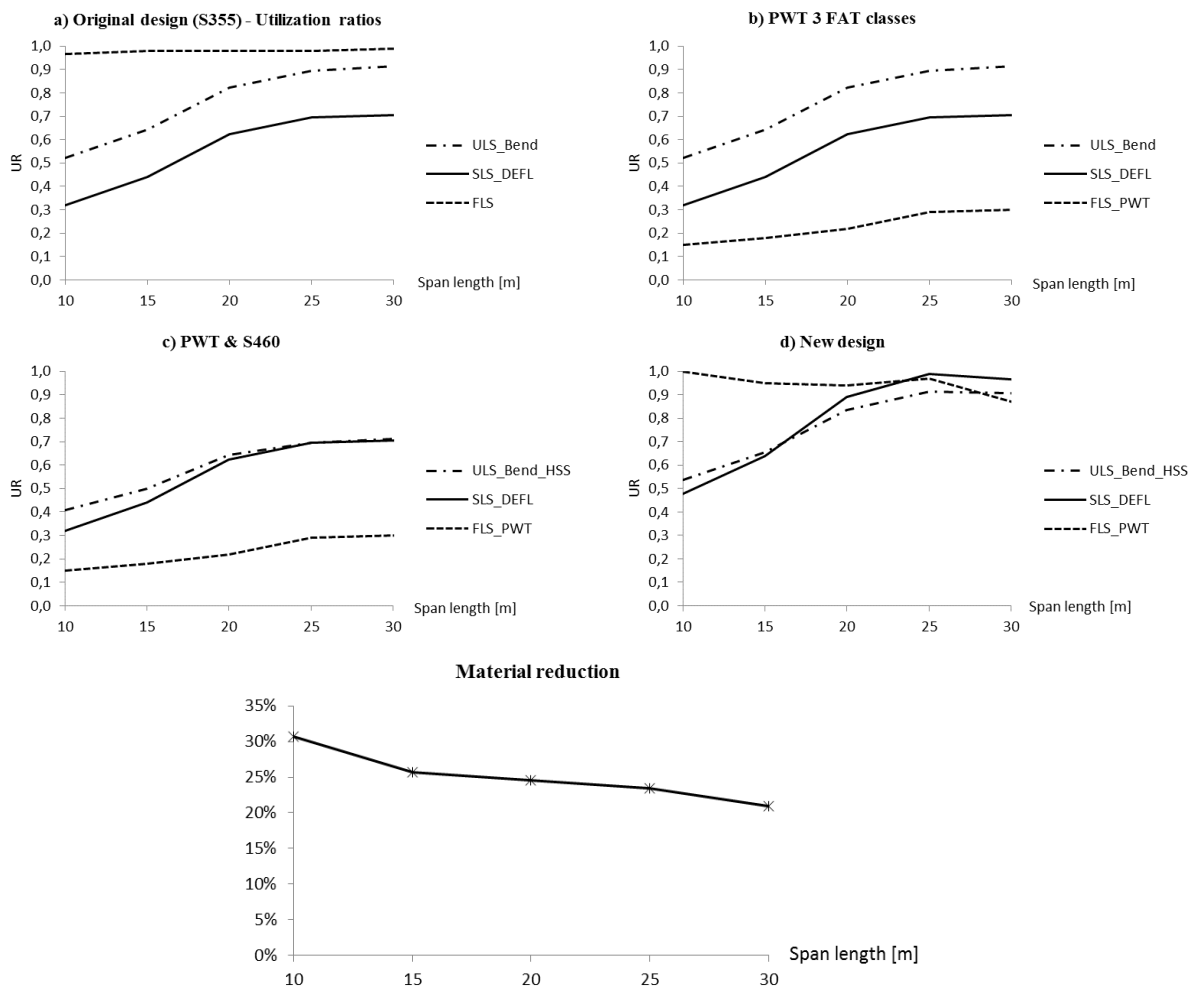 a) Original design (S355) - Utilization ratios
1,0
0,9
0,8
0,7
0,6
0,5
0,4
0,3
0,2
0,1
0,0
UR
10 15 20 25 30
Span length [m]
ULS_Bend
SLS_DEFL
FLS
b) PWT 3 FAT classes
1,0
0,9
0,8
0,7
0,6
0,5
0,4
0,3
0,2
0,1
0,0
UR
10 15 20 25 30
Span length [m]
ULS_Bend
SLS_DEFL
FLS_PWT
c) PWT & S460
1,0
0,9
0,8
0,7
0,6
0,5
0,4
0,3
0,2
0,1
0,0
UR
10 15 20 25 30
Span length [m]
ULS_Bend_HSS
SLS_DEFL
FLS_PWT
d) New design
1,0
0,9
0,8
0,7
0,6
0,5
0,4
0,3
0,2
0,1
0,0
UR
10 15 20 25 30
Span length [m]
ULS_Bend_HSS
SLS_DEFL
FLS_PWT
Material reduction
35%
30%
25%
20%
15%
10%
5%
0%
10 15 20 25 30
Span length [m]